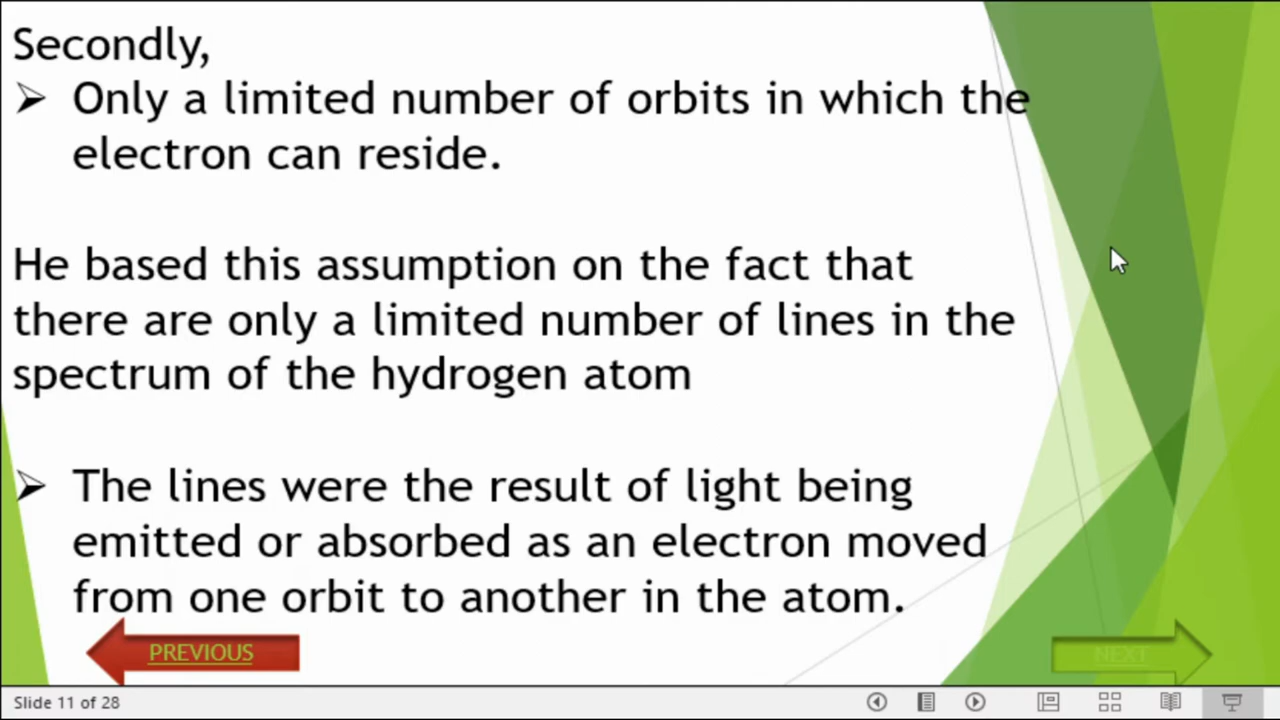 Secondly,
➢ Only a limited number of orbits in which the
electron can reside.
He based this assumption on the fact that
there are only a limited number of lines in the
spectrum of the hydrogen atom
➢ The lines were the result of light being
emitted or absorbed as an electron moved
from one orbit to another in the atom.
PREVIOUS
NEXT
Slide 11 of 28